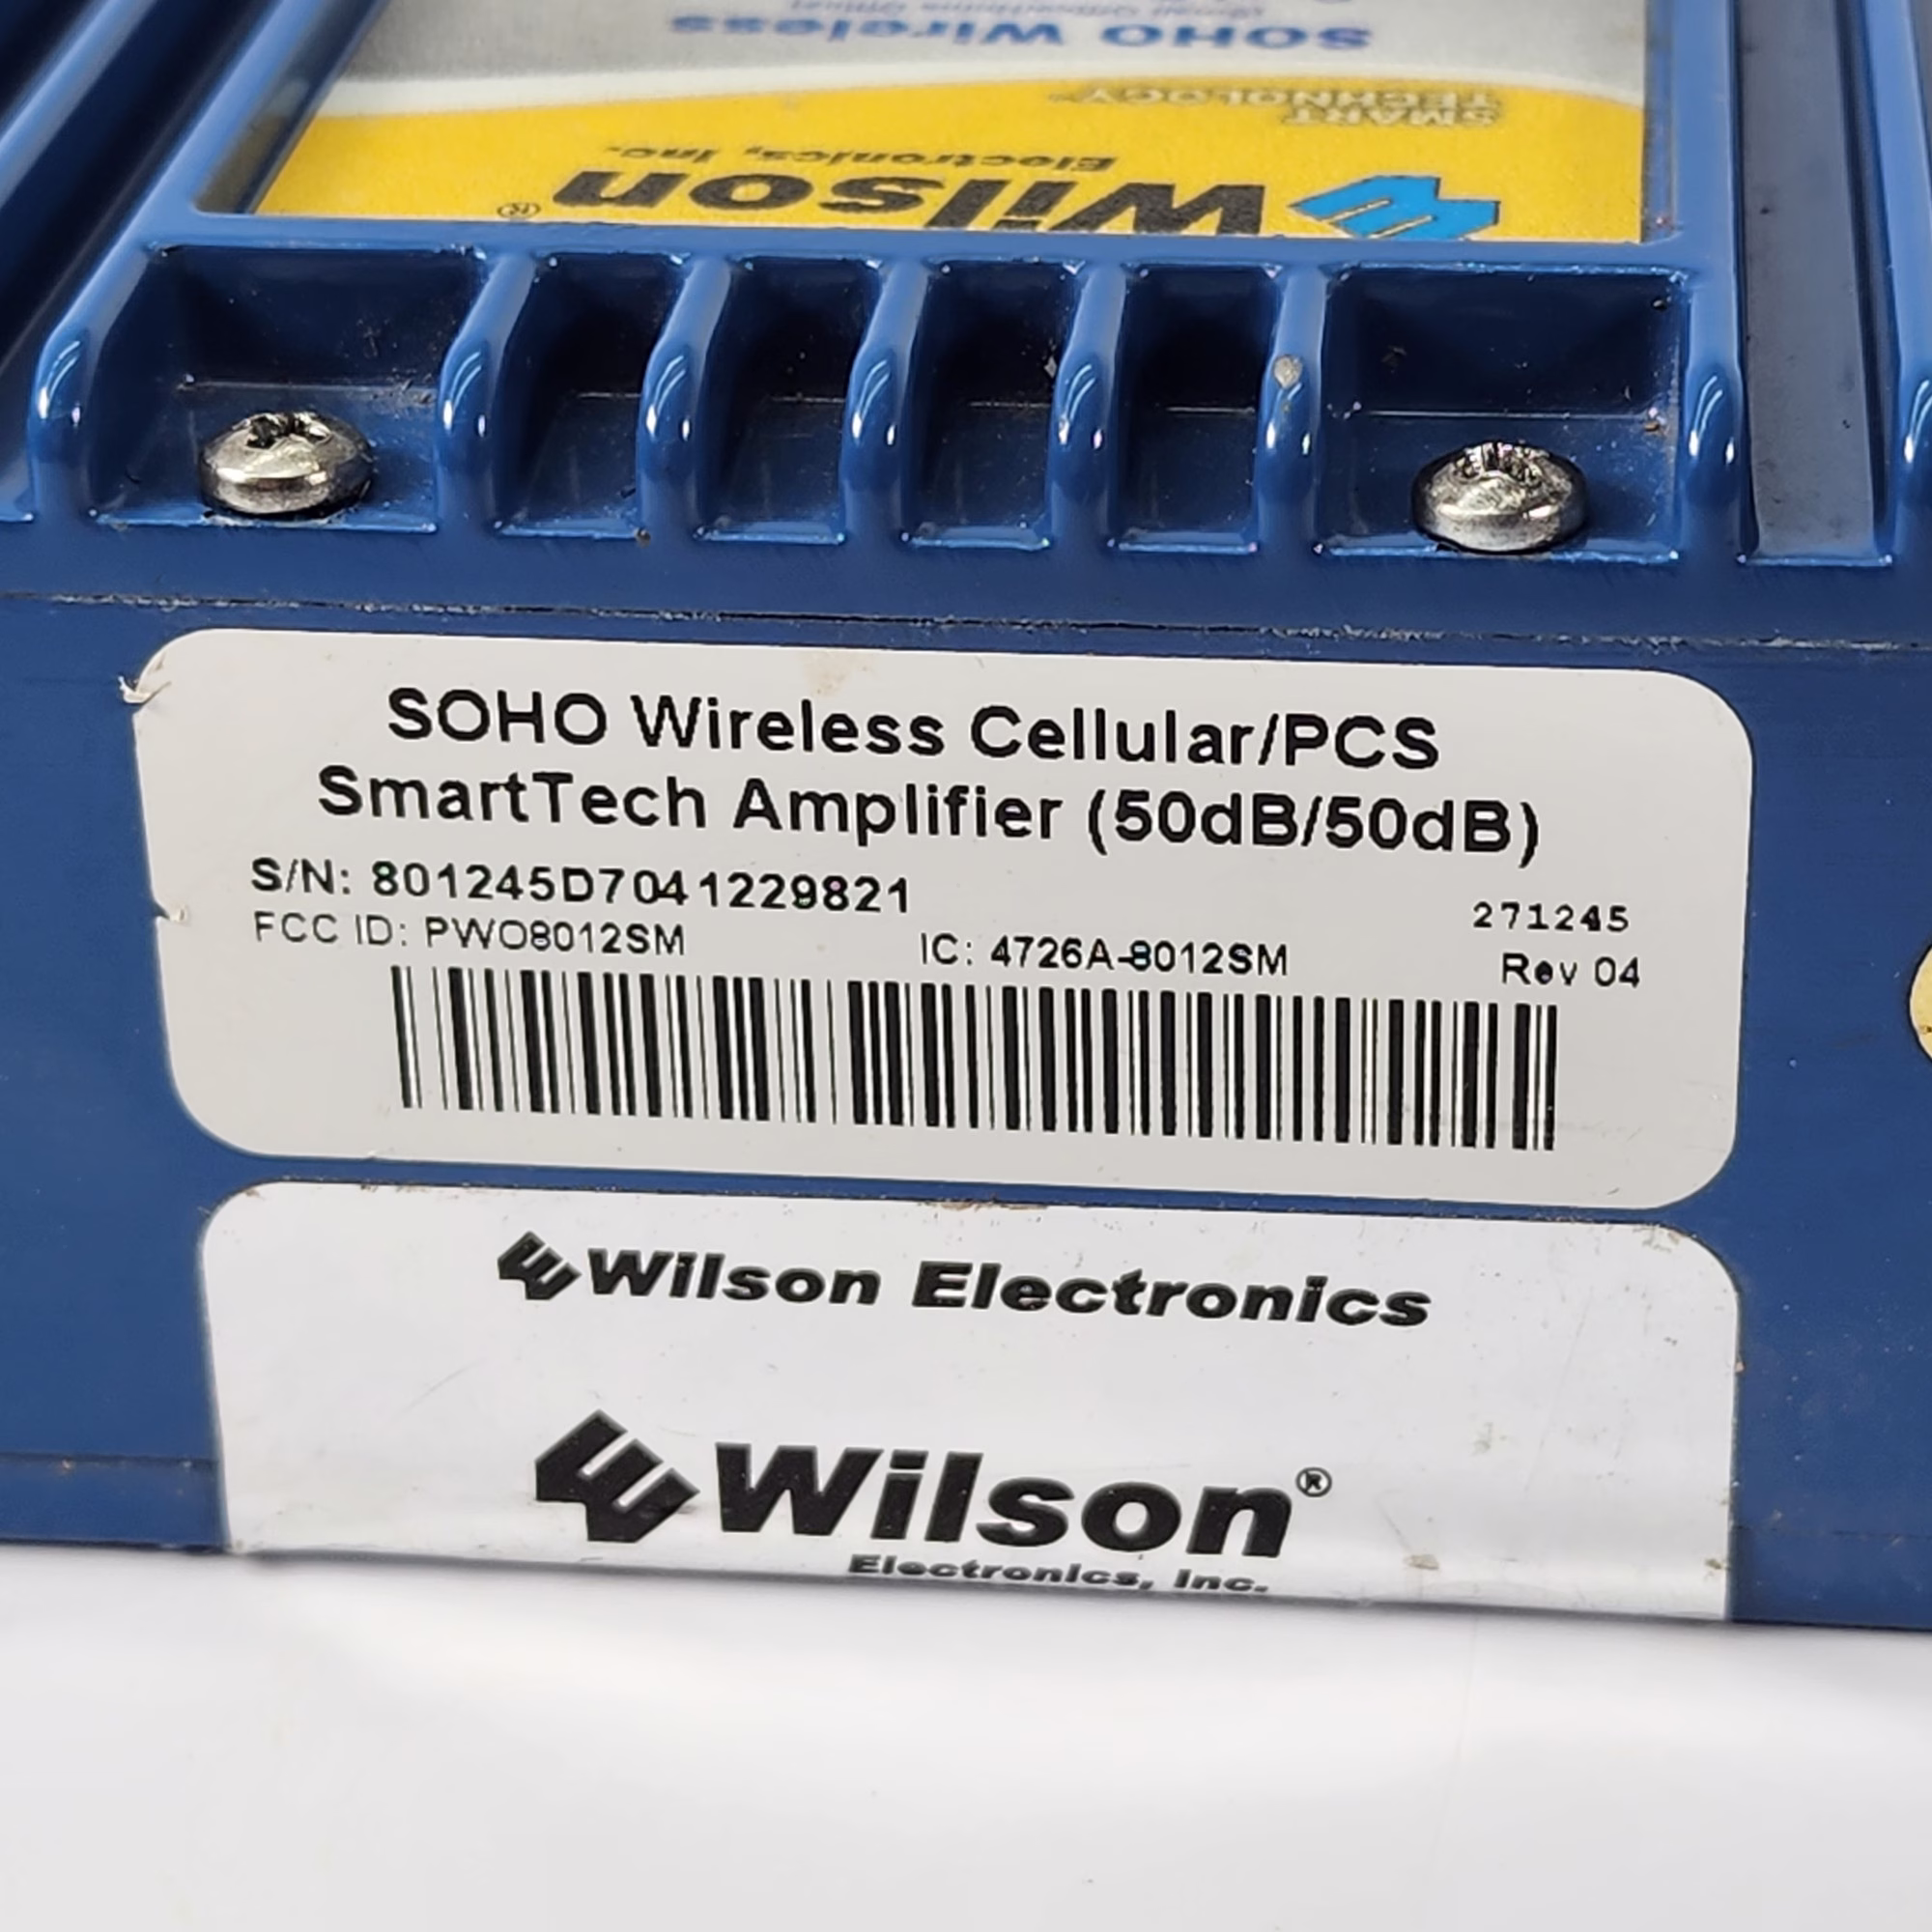 SOHO Wireless
SMART
TECHNOLOGY™
Electronics, Inc.
Wilson®
SOHO Wireless Cellular/PCS
SmartTech Amplifier (50dB/50dB)
S/N: 801245D7041229821
271245
FCC ID: PWO8012SM IC: 4726A-8012SM Rev 04
Wilson Electronics
Wilson®
Electronics, Inc.